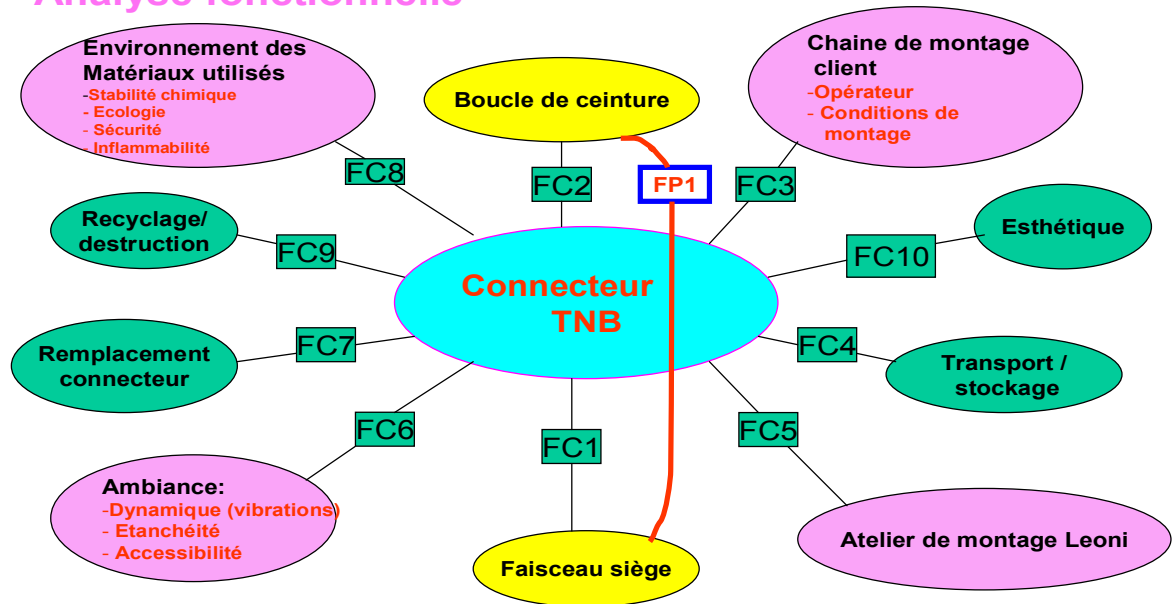 Analyse fonctionnelle
Environnement des
Matériaux utilisés
-Stabilité chimique
- Ecologie
- Sécurité
- Inflammabilité
Boucle de ceinture
Chaine de montage
client
-Opérateur
- Conditions de
montage
FC8
FC2
FP1
FC3
Recyclage/
destruction
FC9
Connecteur
TNB
FC10
Esthétique
Remplacement
connecteur
FC7
FC4
Transport /
stockage
FC6
FC1
FC5
Ambiance:
-Dynamique (vibrations)
- Etanchéité
- Accessibilité
Faisceau siège
Atelier de montage Leoni